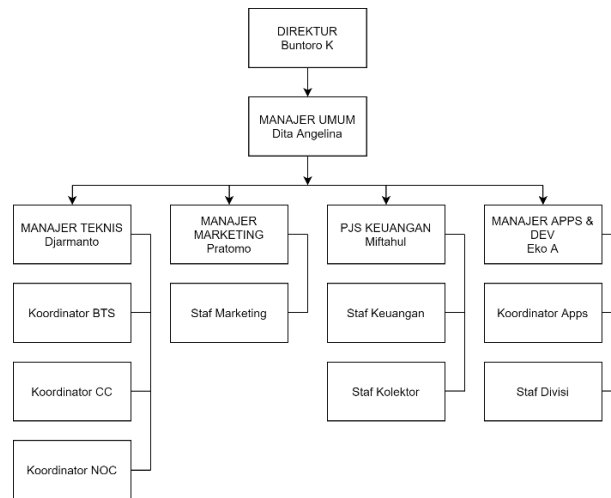 DIREKTUR
Buntoro K
MANAJER UMUM
Dita Angelina
MANAJER TEKNIS
Djarmanto
MANAJER
MARKETING
Pratomo
PJS KEUANGAN
Miftahul
MANAJER APPS &
DEV
Eko A
Koordinator BTS
Staf Marketing
Staf Keuangan
Koordinator Apps
Koordinator CC
Staf Kolektor
Staf Divisi
Koordinator NOC